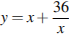 y = x + 36/x